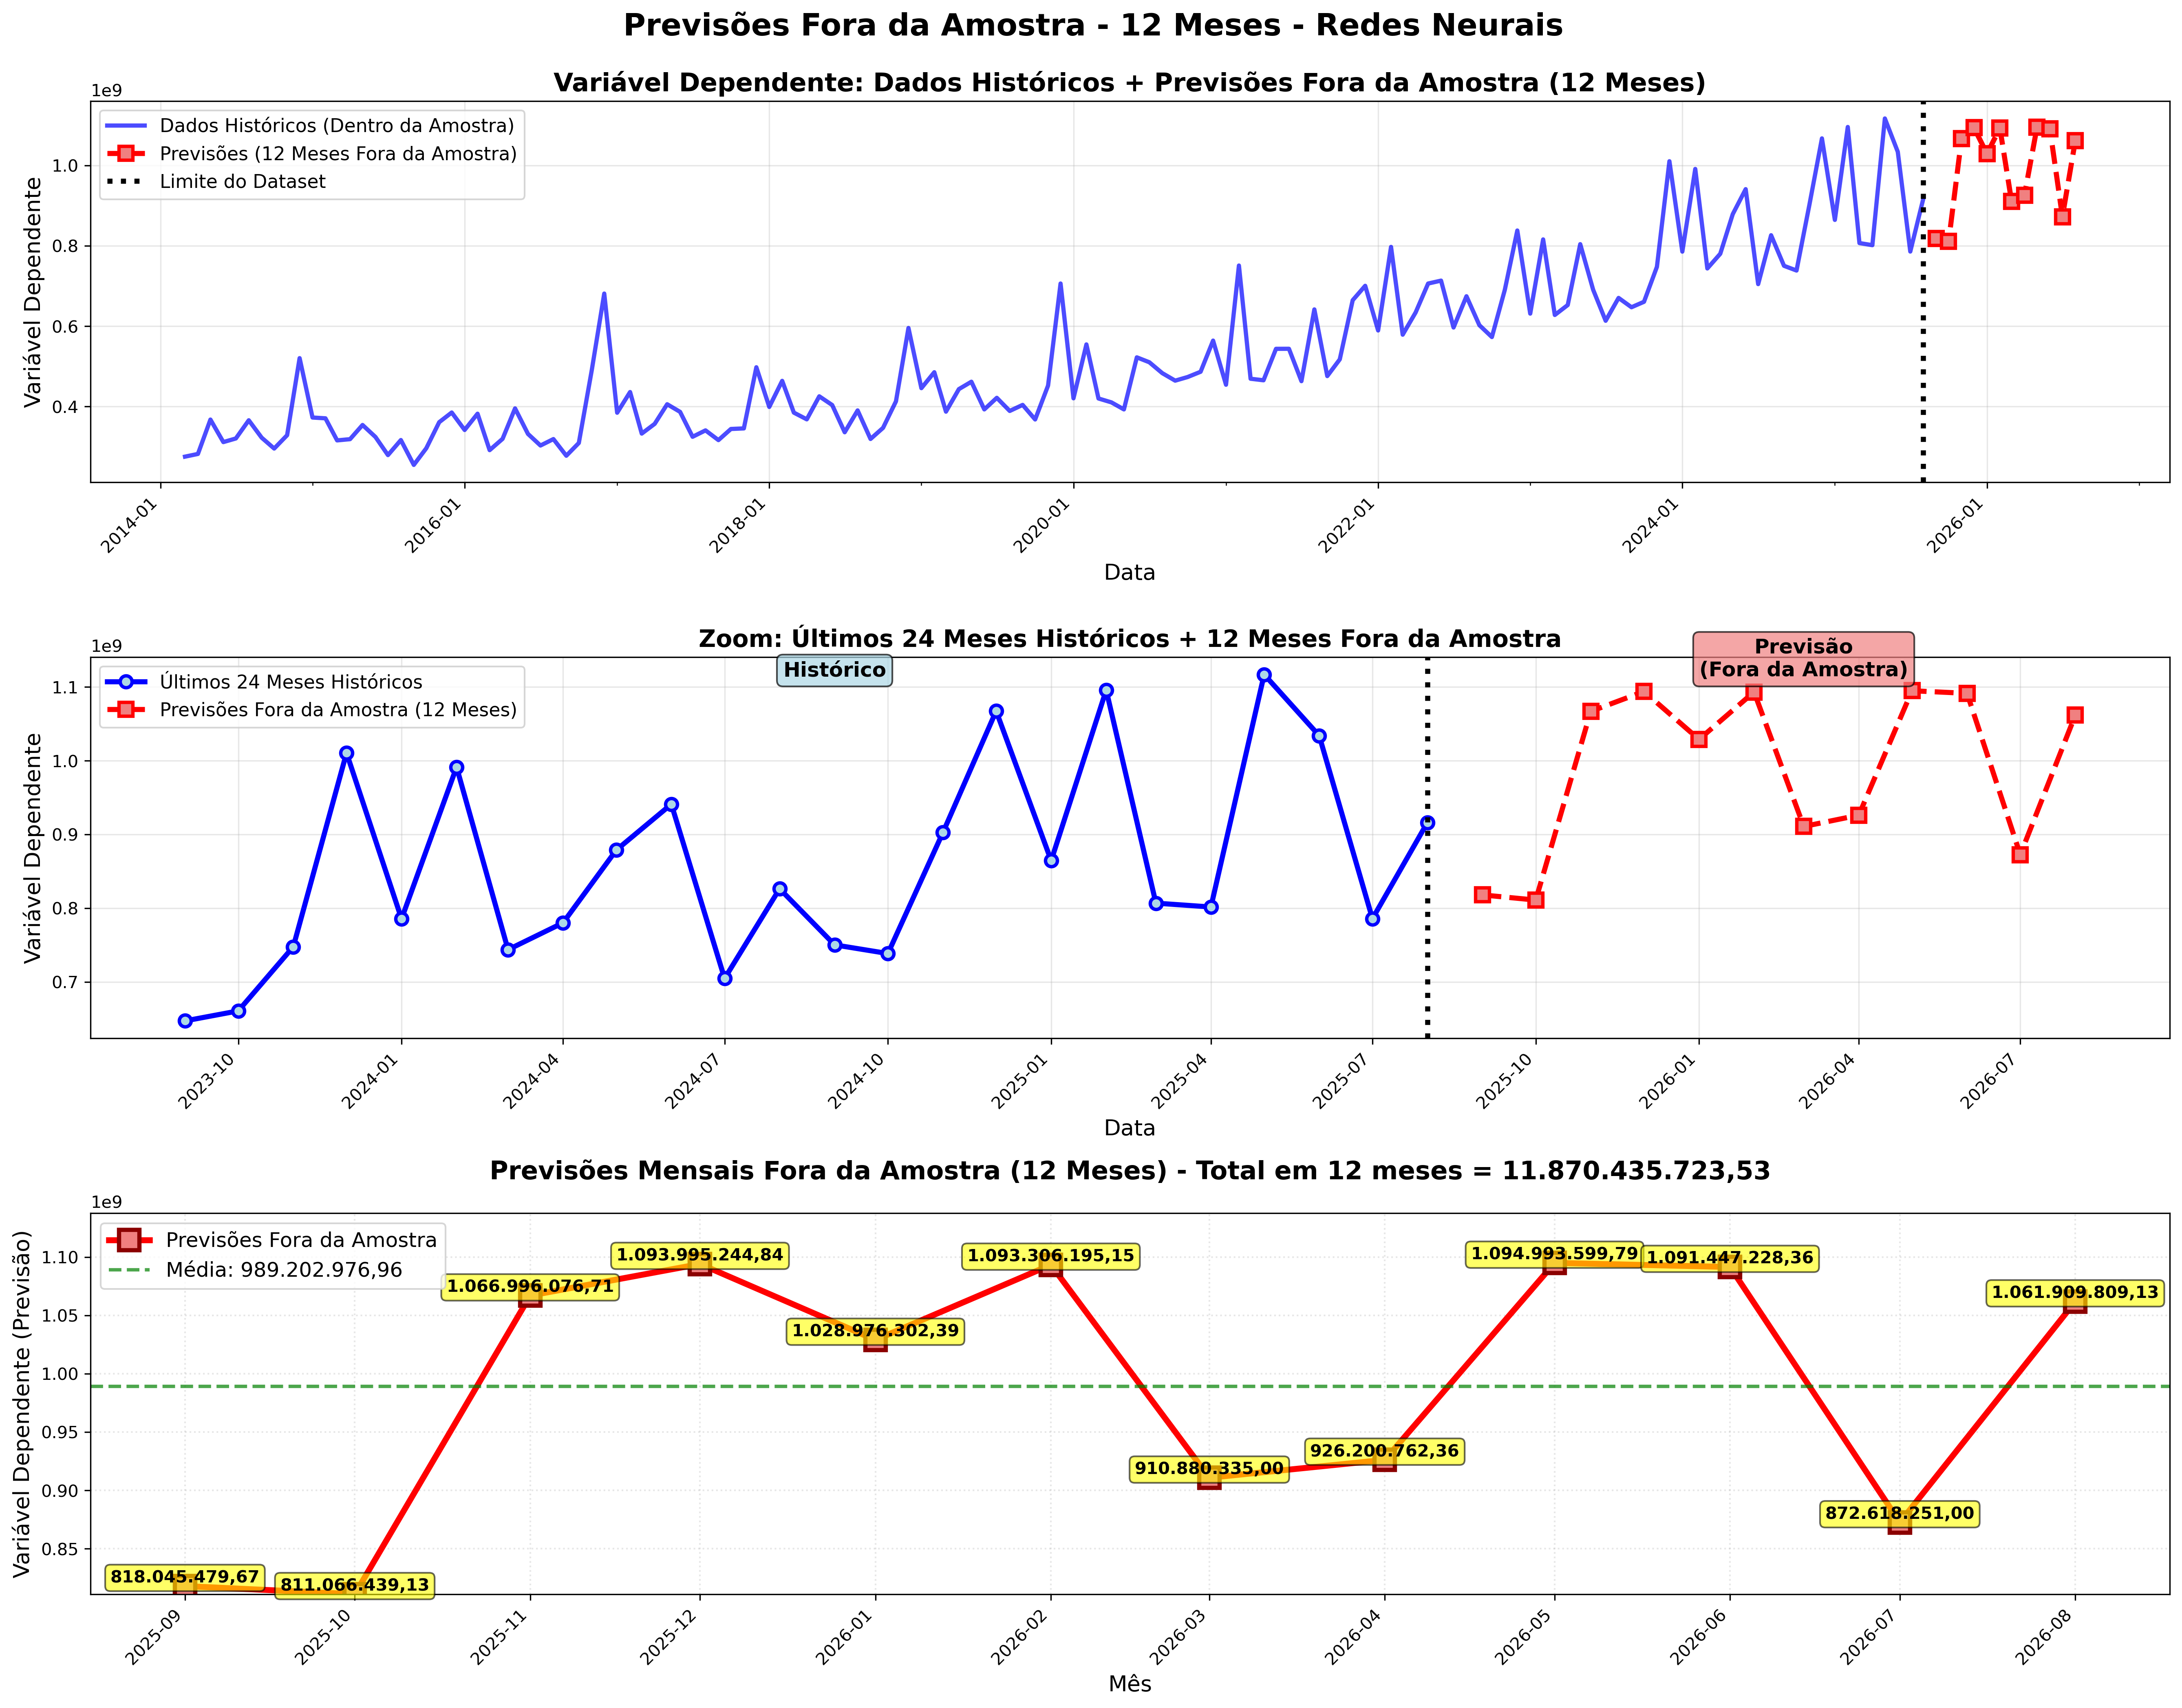 Previsões Fora da Amostra - 12 Meses - Redes Neurais
Variável Dependente: Dados Históricos + Previsões Fora da Amostra (12 Meses)
1e9
Dados Históricos (Dentro da Amostra)
Previsões (12 Meses Fora da Amostra)
Limite do Dataset
Variável Dependente
1.0
0.8
0.6
0.4
2014-01
2016-01
2018-01
2020-01
2022-01
2024-01
2026-01
Data
Zoom: Últimos 24 Meses Históricos + 12 Meses Fora da Amostra
1e9
Últimos 24 Meses Históricos
Previsões Fora da Amostra (12 Meses)
Histórico
Previsão
(Fora da Amostra)
Variável Dependente
1.1
1.0
0.9
0.8
0.7
2023-10
2024-01
2024-04
2024-07
2024-10
2025-01
2025-04
2025-07
2025-10
2026-01
2026-04
2026-07
Data
Previsões Mensais Fora da Amostra (12 Meses) - Total em 12 meses = 11.870.435.723,53
1e9
Previsões Fora da Amostra
Média: 989.202.976,96
Variável Dependente (Previsão)
1.10
1.05
1.00
0.95
0.90
0.85
818.045.479,67
811.066.439,13
1.066.996.076,71
1.093.995.244,84
1.028.976.302,39
1.093.306.195,15
910.880.335,00
926.200.762,36
1.094.993.599,79
1.091.447.228,36
872.618.251,00
1.061.909.809,13
2025-09
2025-10
2025-11
2025-12
2026-01
2026-02
2026-03
2026-04
2026-05
2026-06
2026-07
2026-08
Mês